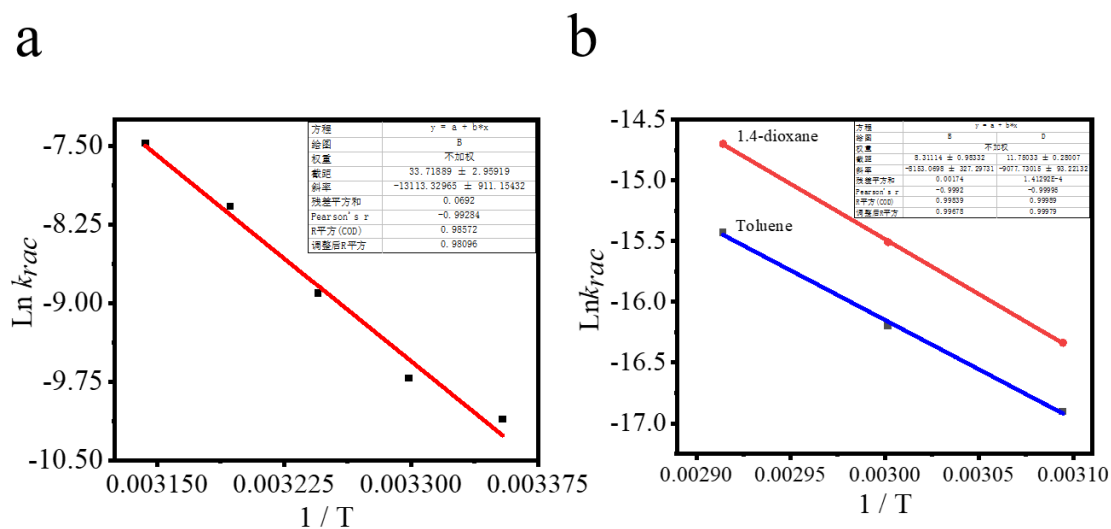 a
方程 y = a + b*x
绘图 B
权重 不加权
截距 33.71889 ± 2.95919
斜率 -13113.32965 ± 911.15432
残差平方和 0.0692
Pearson's r -0.99284
R平方(COD) 0.98572
调整后R平方 0.98096
-7.50
-8.25
-9.00
-9.75
-10.50
Ln krac
0.003150 0.003225 0.003300 0.003375
1 / T
b
方程 y = a + b*x
绘图 B D
权重 不加权
截距 8.31114 ± 0.98332 11.75033 ± 0.28007
斜率 -8153.0698 ± 327.29731 -9077.73015 ± 93.22132
残差平方和 0.00174 1.41292E-4
Pearson's r -0.9992 -0.99995
R平方(COD) 0.99839 0.99989
调整后R平方 0.99678 0.99979
1.4-dioxane
Toluene
-14.5
-15.0
-15.5
-16.0
-16.5
-17.0
Lnkrac
0.00290 0.00295 0.00300 0.00305 0.00310
1 / T